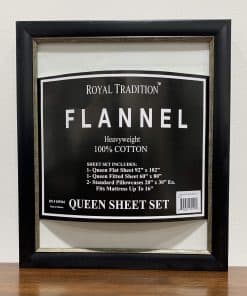 ROYAL TRADITION™
FLANNEL
Heavyweight
100% COTTON
SHEET SET INCLUDES:
1- Queen Flat Sheet 92" x 102"
1- Queen Fitted Sheet 60" x 80"
2- Standard Pillowcases 20" x 30" Ea.
Fits Mattress Up To 16"
QUEEN SHEET SET